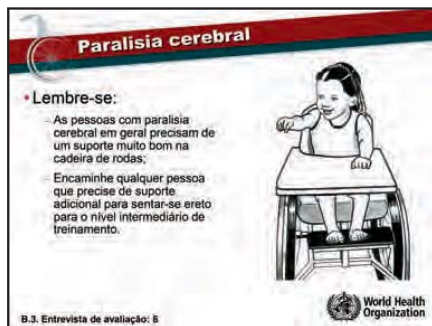 Paralisia cerebral
• Lembre-se:
– As pessoas com paralisia
cerebral em geral precisam de
um suporte muito bom na
cadeira de rodas;
– Encaminhe qualquer pessoa
que precise de suporte
adicional para sentar-se ereto
para o nível intermediário de
treinamento.
B.3. Entrevista de avaliação: 8
World Health
Organization